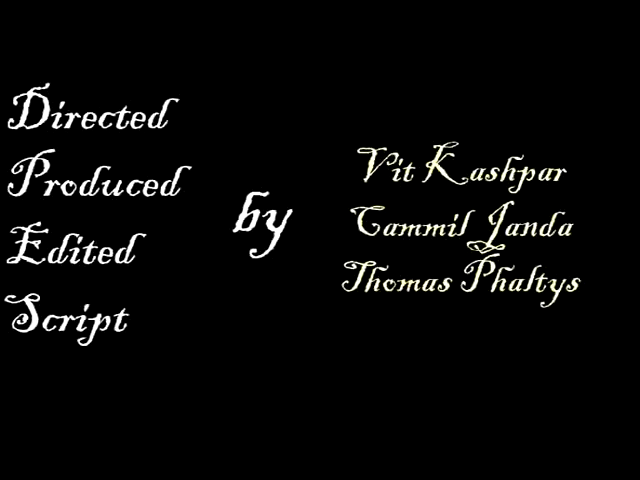 Directed
Produced
Edited
Script
by
Vit Kashpar
Cammil Janda
Thomas Phaltys